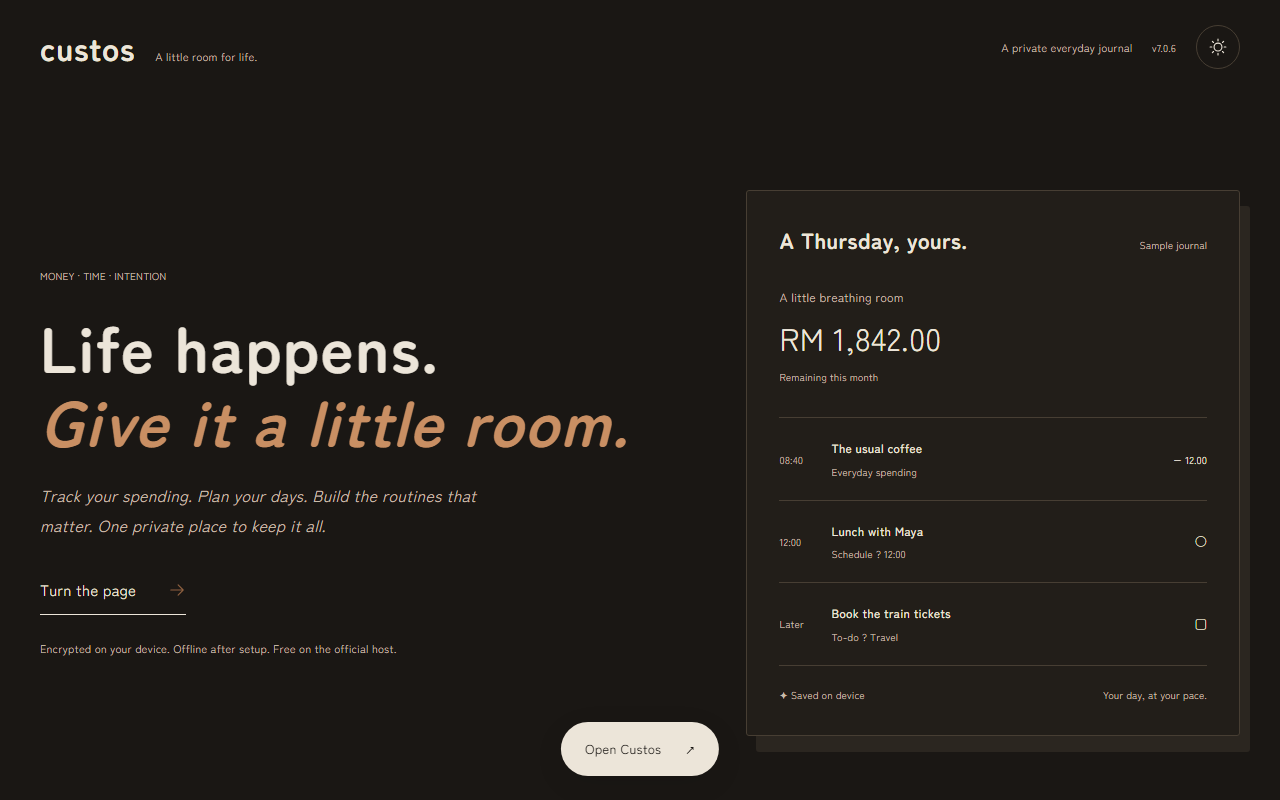 custos
A little room for life.
A private everyday journal
v7.0.6
MONEY · TIME · INTENTION
Life happens.
Give it a little room.
Track your spending. Plan your days. Build the routines that
matter. One private place to keep it all.
Turn the page →
Encrypted on your device. Offline after setup. Free on the official host.
A Thursday, yours.
Sample journal
A little breathing room
RM 1,842.00
Remaining this month
08:40
The usual coffee
Everyday spending
− 12.00
12:00
Lunch with Maya
Schedule ? 12:00
Later
Book the train tickets
To-do ? Travel
✦ Saved on device
Your day, at your pace.
Open Custos ↗